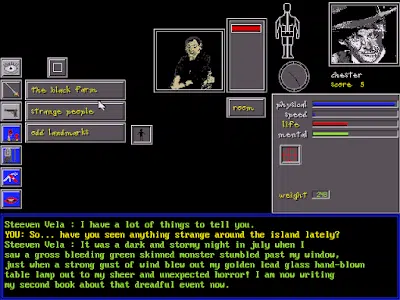 chester
score 5
the black farm
strange people
odd landmarks
room
physical
speed
life
mental
weight
Steeven Vela : I have a lot of things to tell you.
YOU: So... have you seen anything strange around the island lately?
Steeven Vela : It was a dark and stormy night in july when I
saw a gross bleeding green skinned monster stumbled past my window,
just when a strong gust of wind blew out my golden lead glass hand-blown
table lamp out to my sheer and unexpected horror! I am now writing
my second book about that dreadful event now.